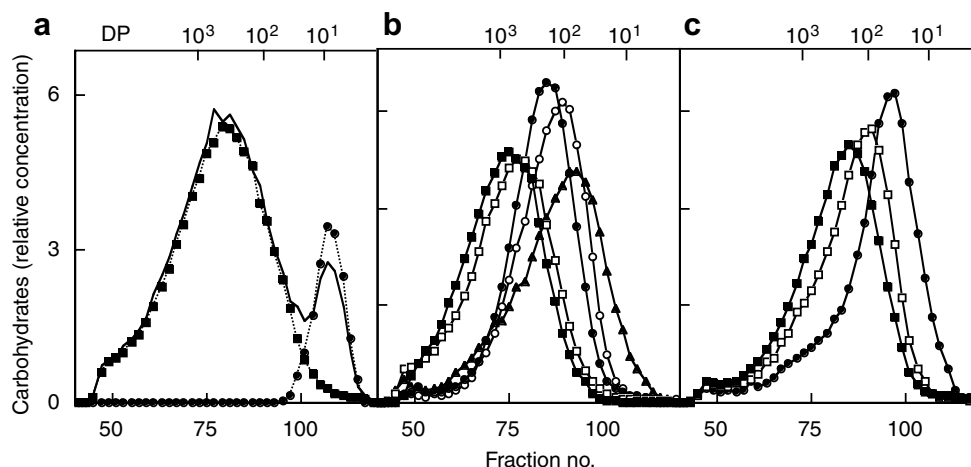 a
b
c
DP 10³ 10² 10¹
10³ 10² 10¹
10³ 10² 10¹
Carbohydrates (relative concentration)
6
3
0
50 75 100
50 75 100
50 75 100
Fraction no.